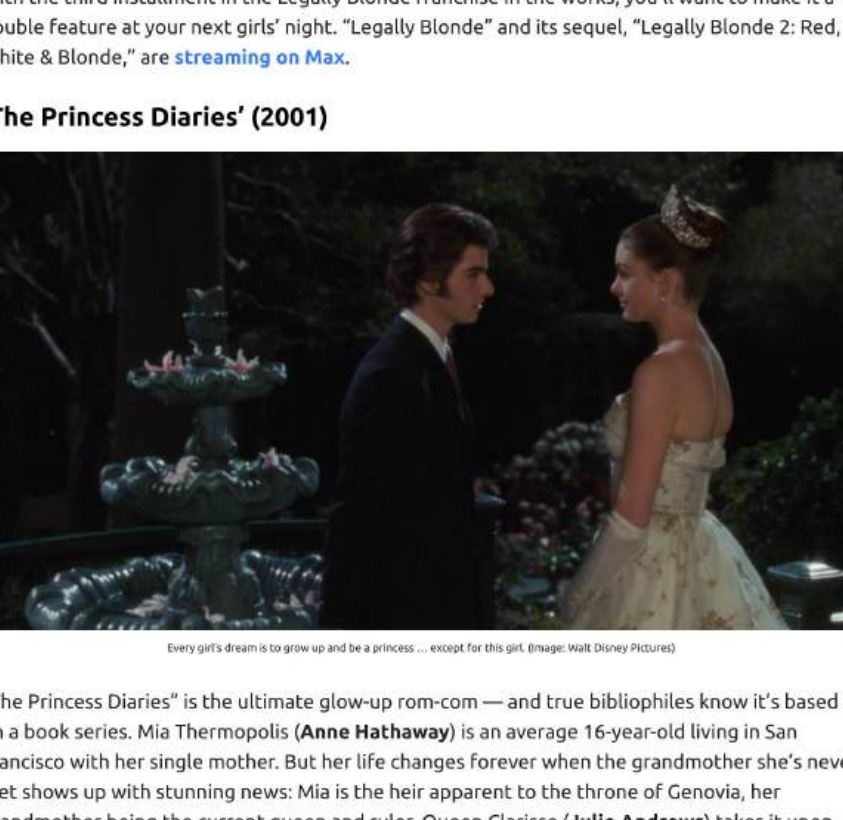 ouble feature at your next girls' night. “Legally Blonde” and its sequel, “Legally Blonde 2: Red,
hite & Blonde,” are streaming on Max.
The Princess Diaries’ (2001)
Every girl's dream is to grow up and be a princess ... except for this girl. (Image: Walt Disney Pictures)
he Princess Diaries” is the ultimate glow-up rom-com — and true bibliophiles know it’s based
n a book series. Mia Thermopolis (Anne Hathaway) is an average 16-year-old living in San
ancisco with her single mother. But her life changes forever when the grandmother she’s neve
et shows up with stunning news: Mia is the heir apparent to the throne of Genovia, her